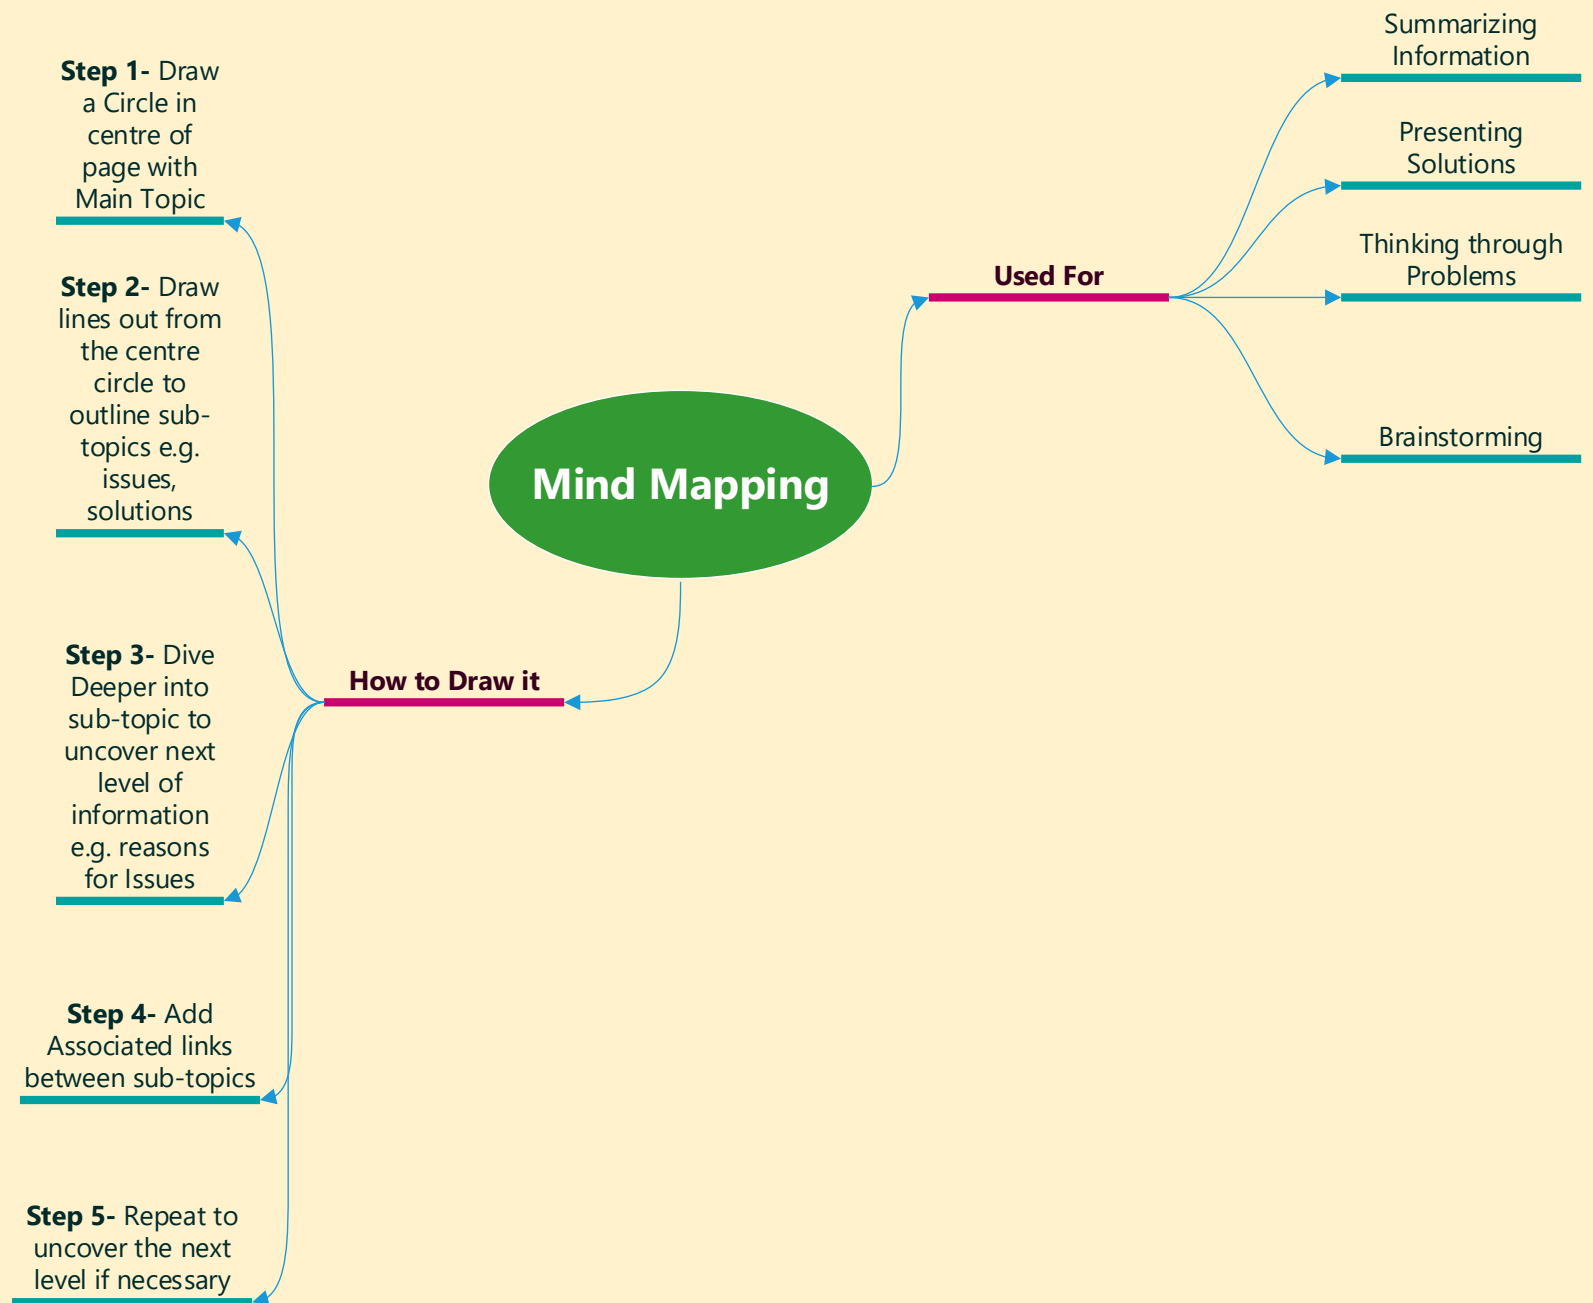 Mind Mapping
Used For
Summarizing
Information
Presenting
Solutions
Thinking through
Problems
Brainstorming
How to Draw it
Step 1- Draw
a Circle in
centre of
page with
Main Topic
Step 2- Draw
lines out from
the centre
circle to
outline sub-
topics e.g.
issues,
solutions
Step 3- Dive
Deeper into
sub-topic to
uncover next
level of
information
e.g. reasons
for Issues
Step 4- Add
Associated links
between sub-topics
Step 5- Repeat to
uncover the next
level if necessary